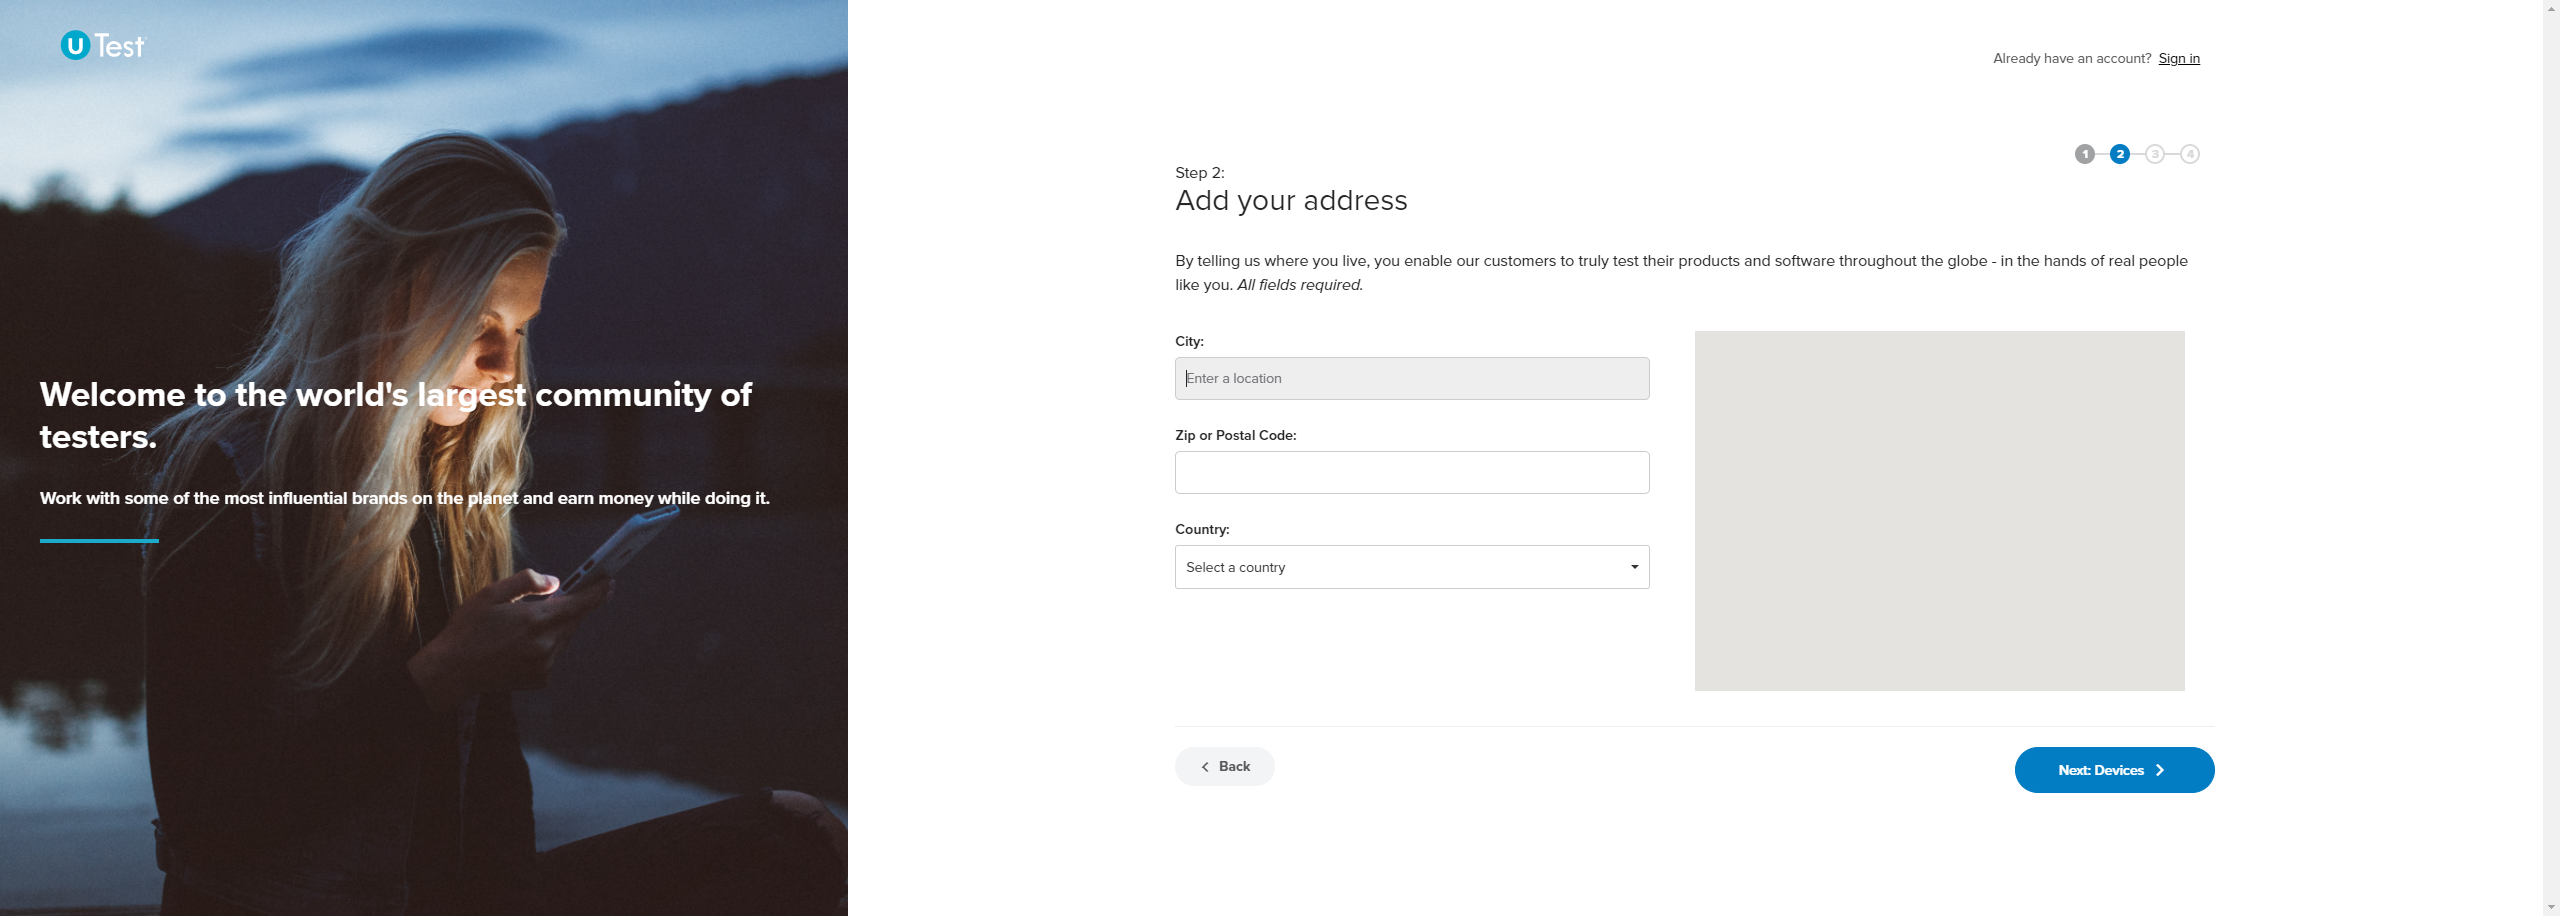 U Test
Already have an account? Sign in
1 2 3 4
Step 2:
Add your address
By telling us where you live, you enable our customers to truly test their products and software throughout the globe - in the hands of real people
like you. All fields required.
City:
Enter a location
Zip or Postal Code:
Country:
Select a country
Back
Next: Devices
Welcome to the world's largest community of
testers.
Work with some of the most influential brands on the planet and earn money while doing it.